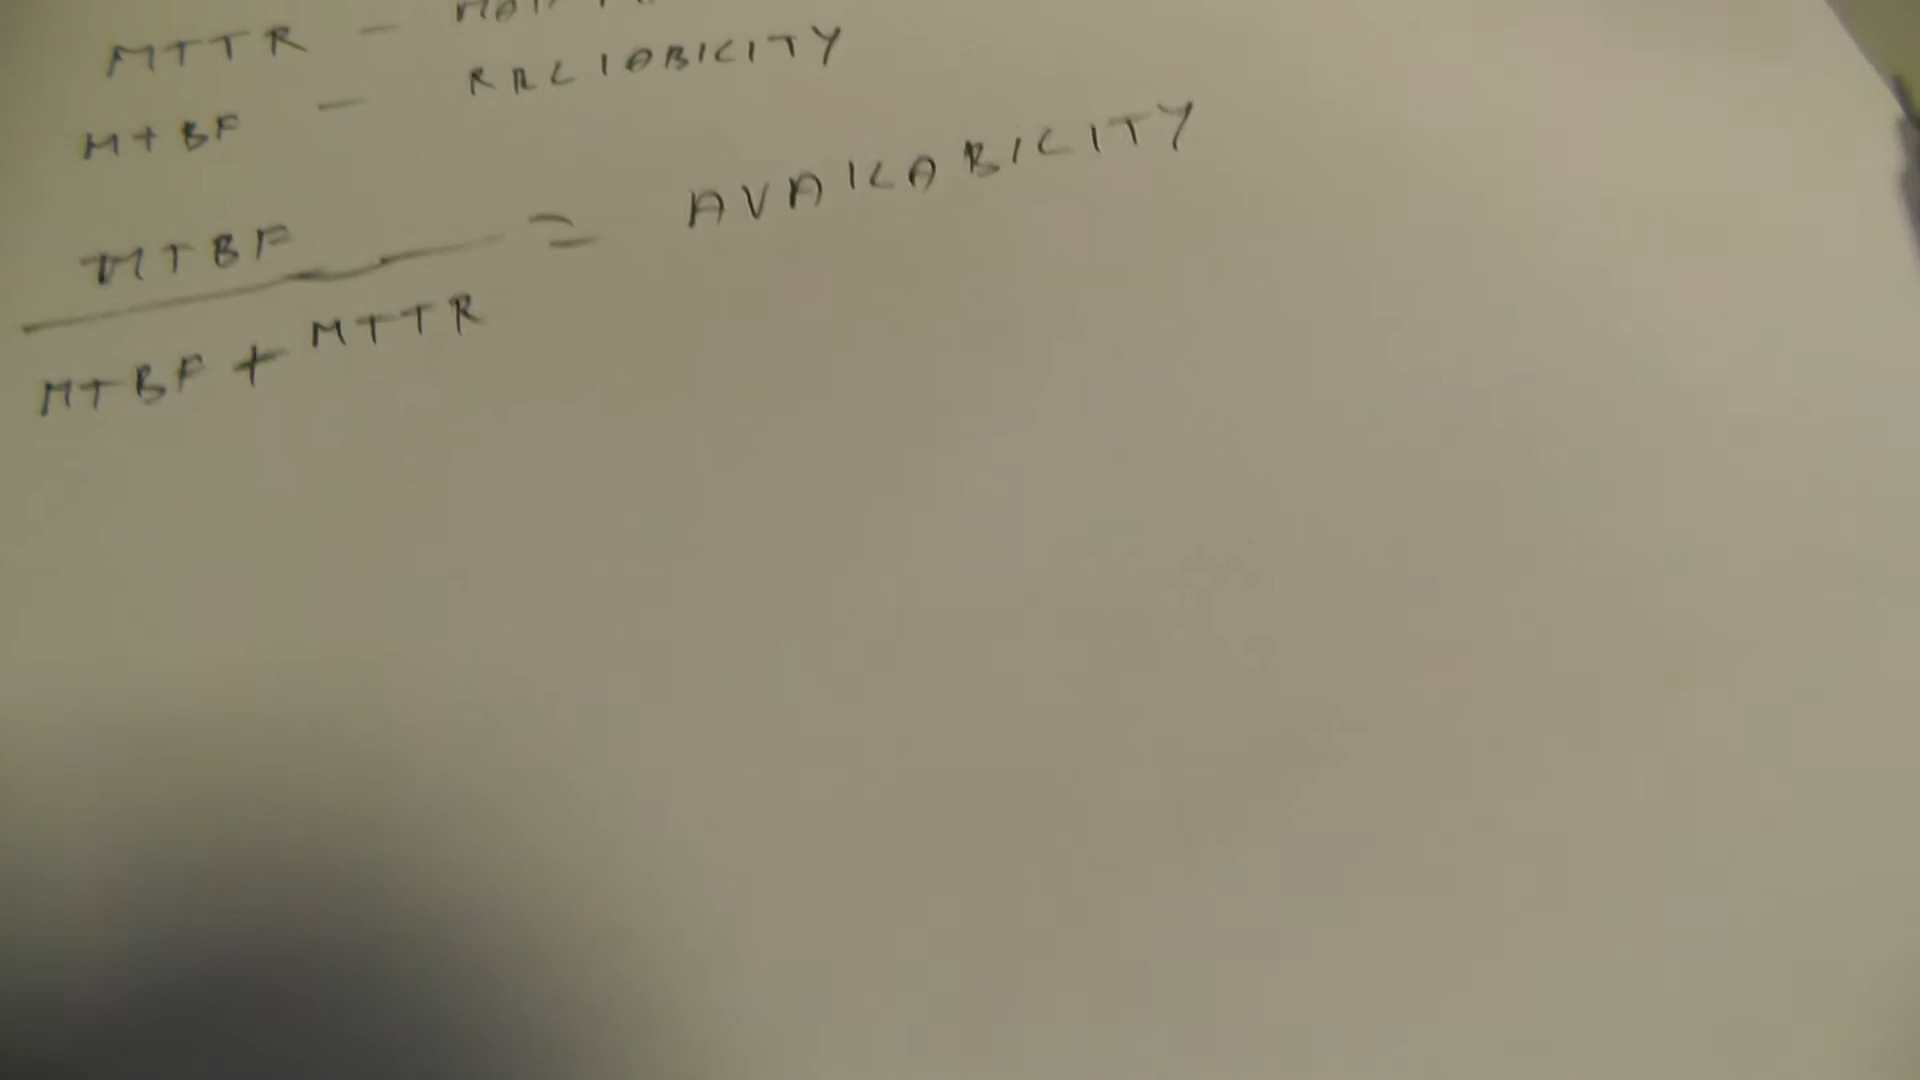 MTTR -
MTBF - RELIABILITY
MTBF = AVAILABILITY
MTBF + MTTR